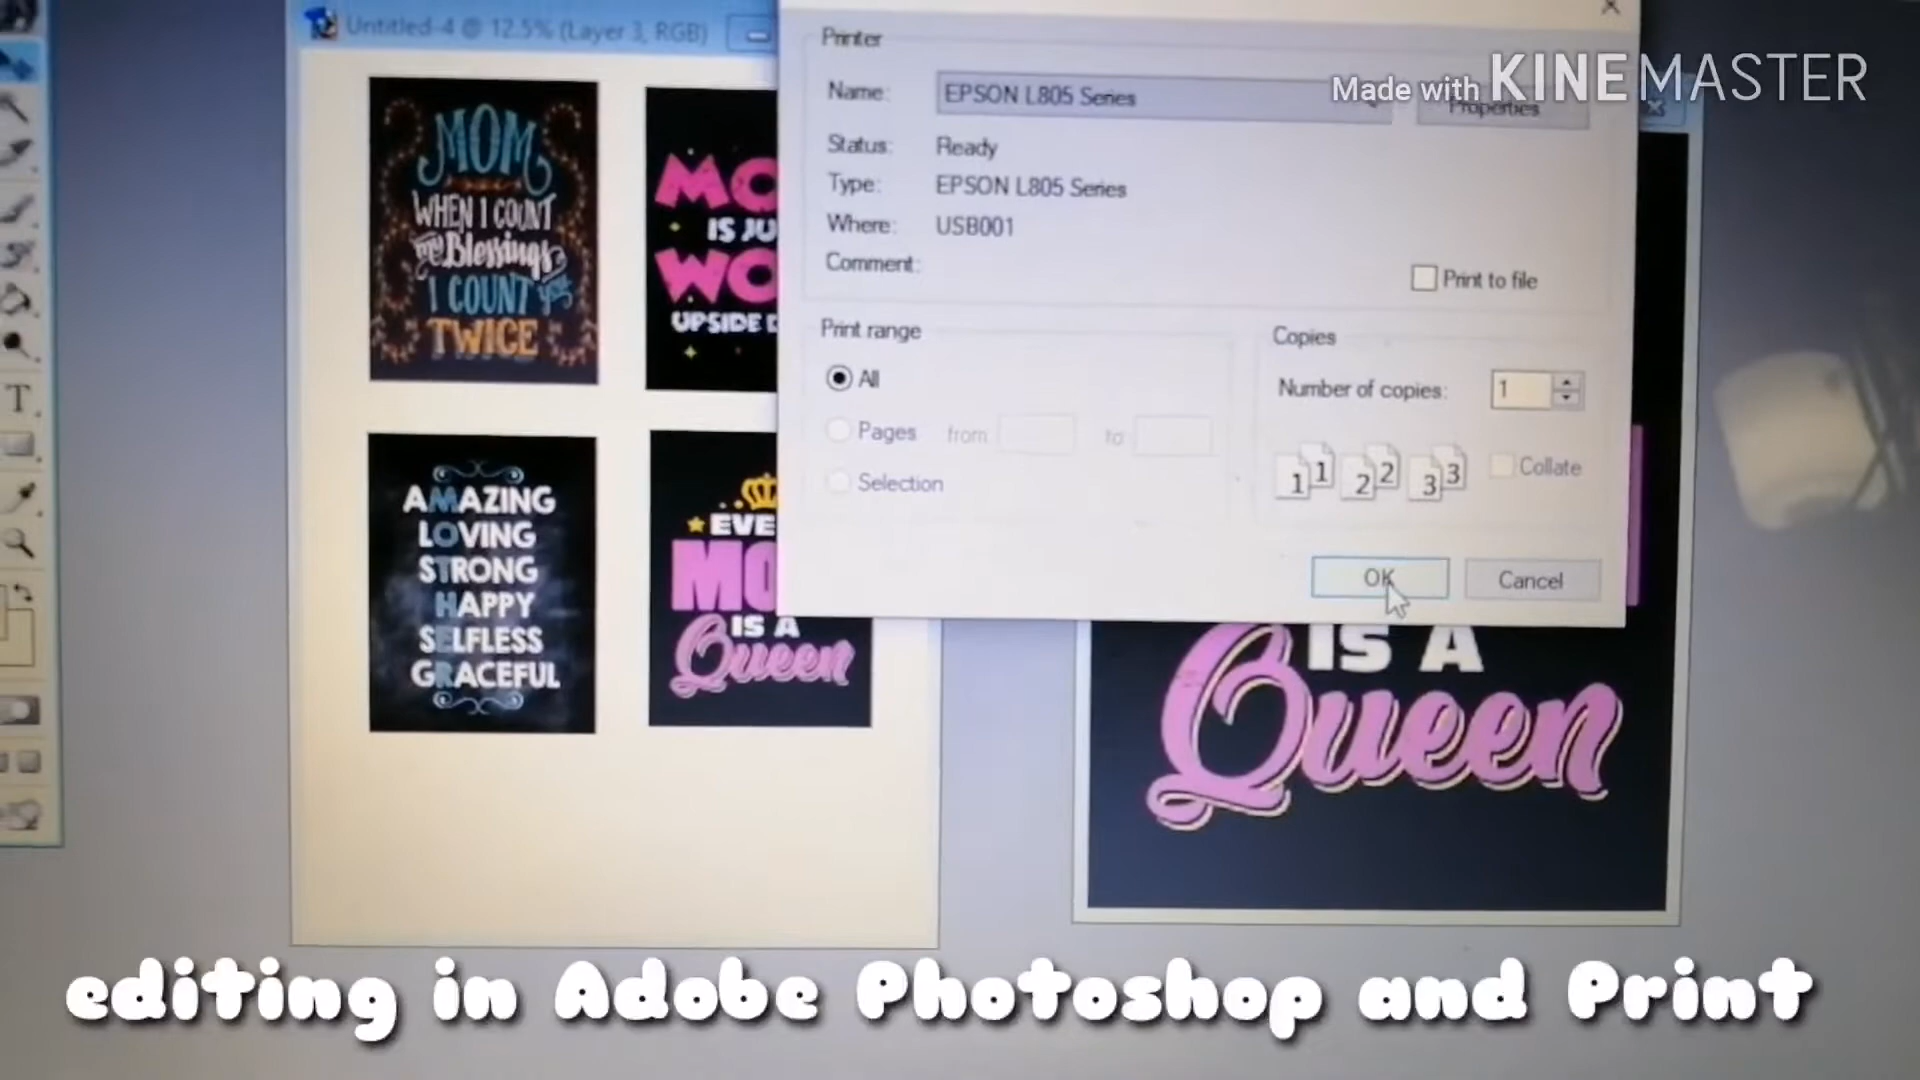 Untitled-4 @ 12.5% (Layer 3, RGB)
MOM
WHEN I COUNT
my Blessings
I COUNT you
TWICE
MO
IS JU
WO
UPSIDE D
AMAZING
LOVING
STRONG
HAPPY
SELFLESS
GRACEFUL
EVE
MO
IS A
Queen
Printer
Name: EPSON L805 Series Properties
Status: Ready
Type: EPSON L805 Series
Where: USB001
Comment:
Print to file
Print range
All
Pages from to
Selection
Copies
Number of copies: 1
1 1 2 2 3 3
Collate
OK Cancel
IS A
Queen
T
Made with KINEMASTER
editing in Adobe Photoshop and Print